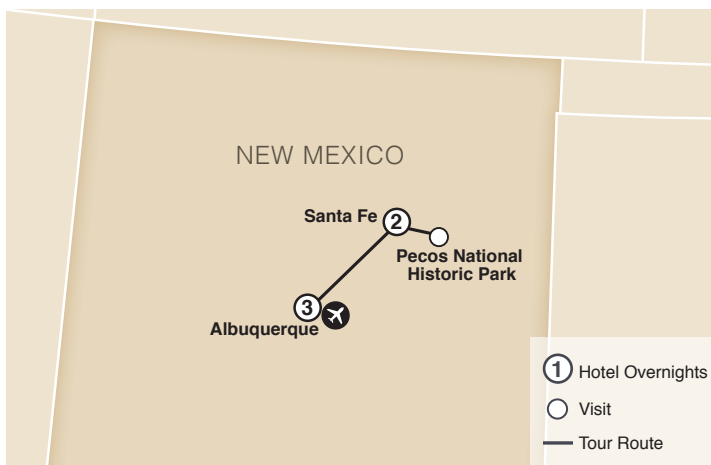 NEW MEXICO
Santa Fe
2
Pecos National
Historic Park
3
Albuquerque
1 Hotel Overnights
Visit
Tour Route